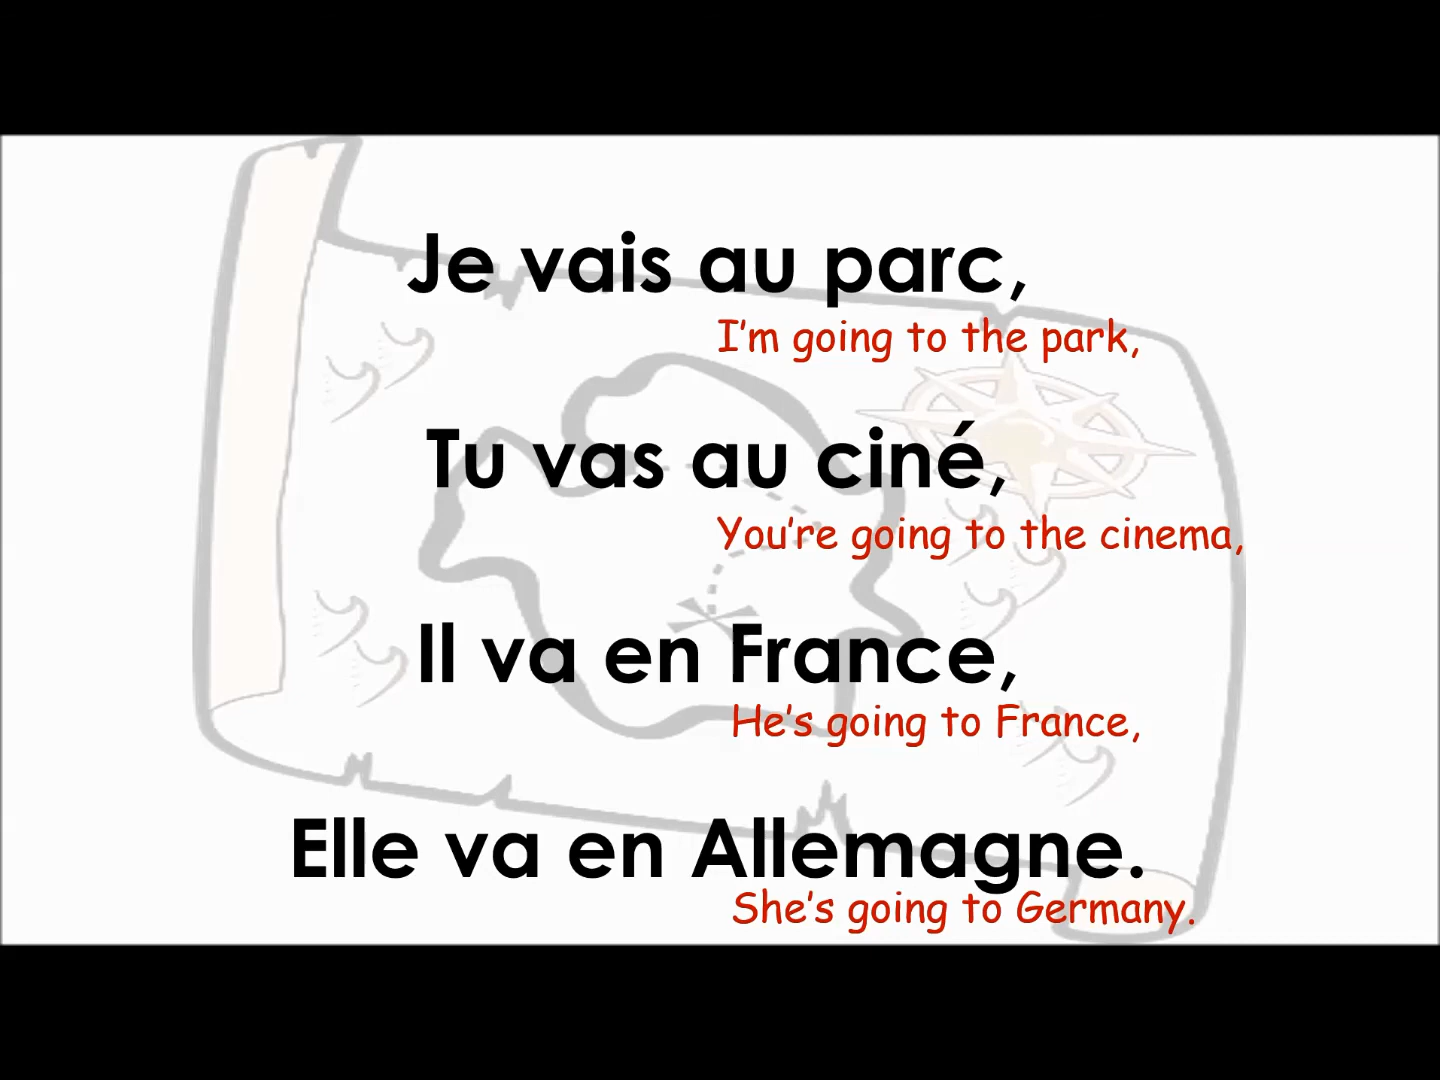 Je vais au parc,
I'm going to the park,
Tu vas au ciné,
You're going to the cinema,
Il va en France,
He's going to France,
Elle va en Allemagne.
She's going to Germany.